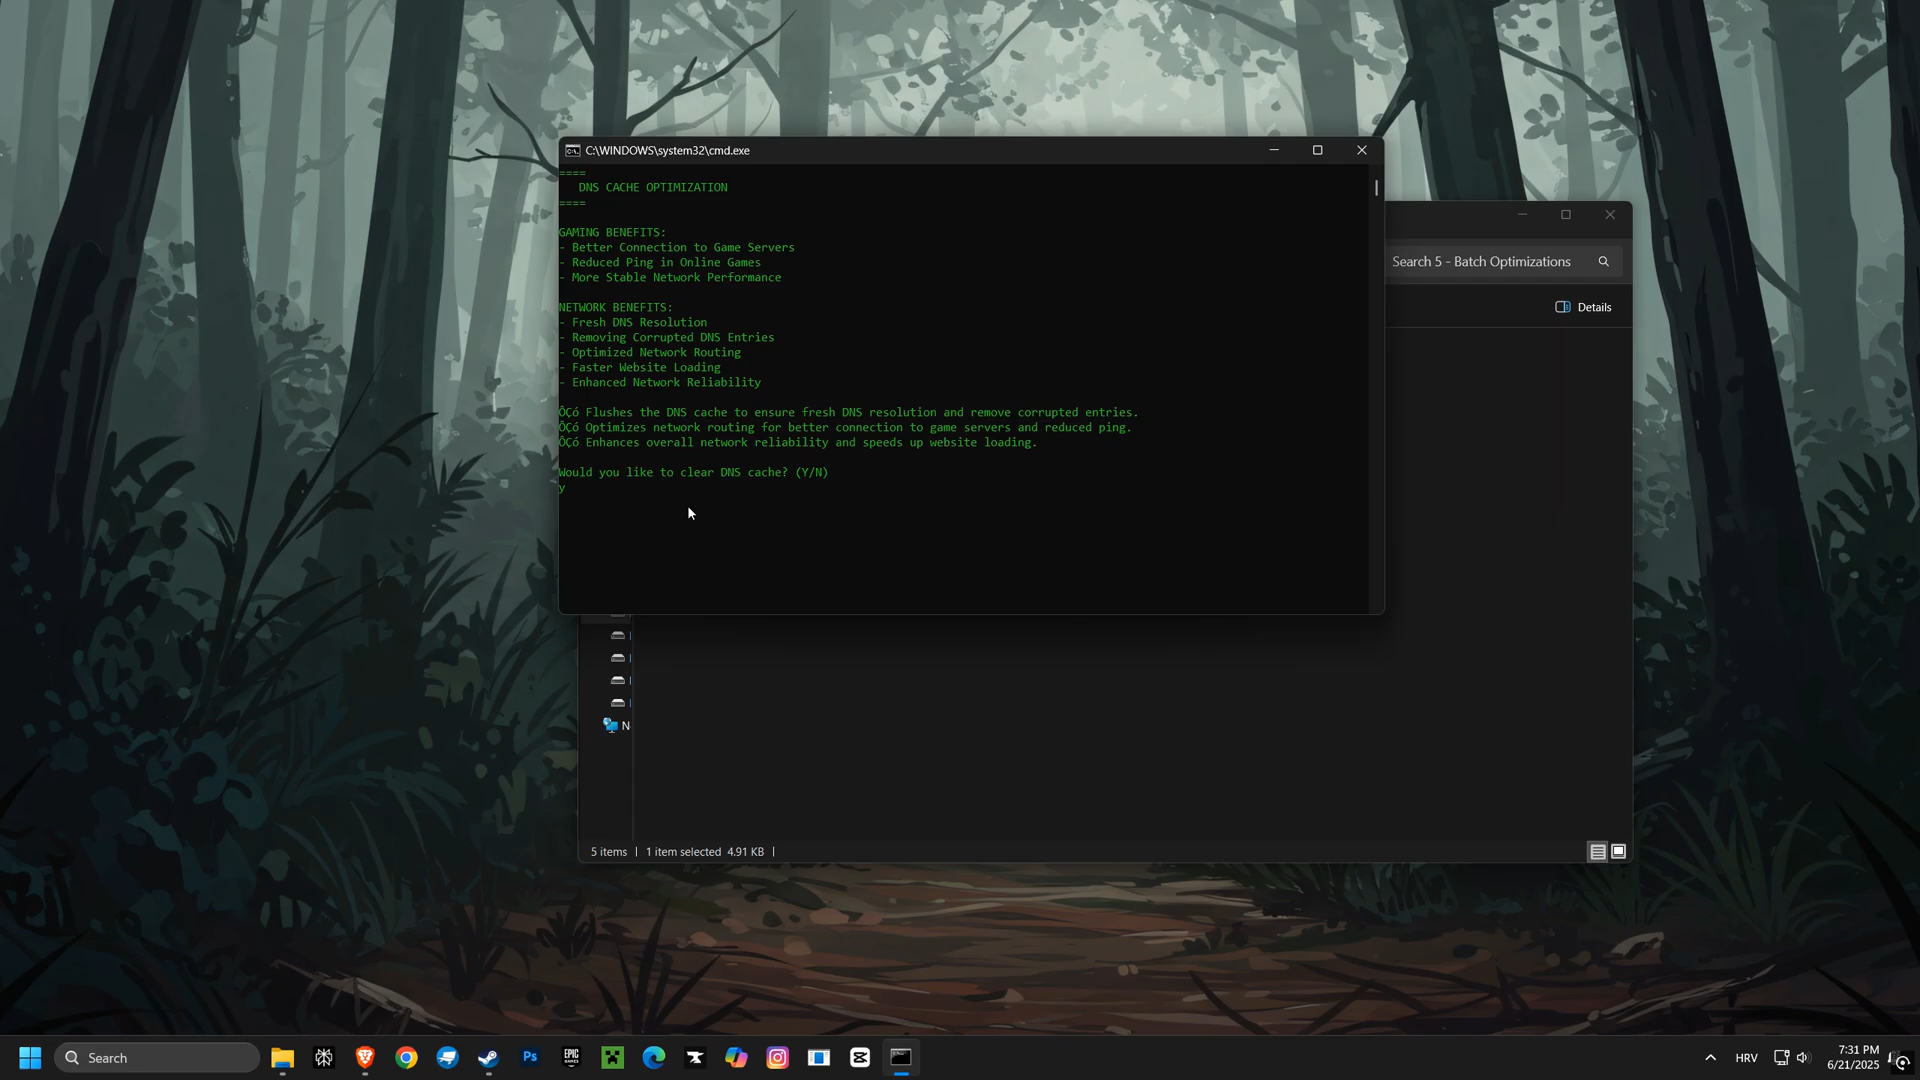 C:\WINDOWS\system32\cmd.exe
====
DNS CACHE OPTIMIZATION
====
GAMING BENEFITS:
- Better Connection to Game Servers
- Reduced Ping in Online Games
- More Stable Network Performance
NETWORK BENEFITS:
- Fresh DNS Resolution
- Removing Corrupted DNS Entries
- Optimized Network Routing
- Faster Website Loading
- Enhanced Network Reliability
ÔÇó Flushes the DNS cache to ensure fresh DNS resolution and remove corrupted entries.
ÔÇó Optimizes network routing for better connection to game servers and reduced ping.
ÔÇó Enhances overall network reliability and speeds up website loading.
Would you like to clear DNS cache? (Y/N)
y
Search 5 - Batch Optimizations
Details
N
5 items | 1 item selected 4.91 KB |
Search
Ps
EPIC GAMES
HRV
7:31 PM
6/21/2025